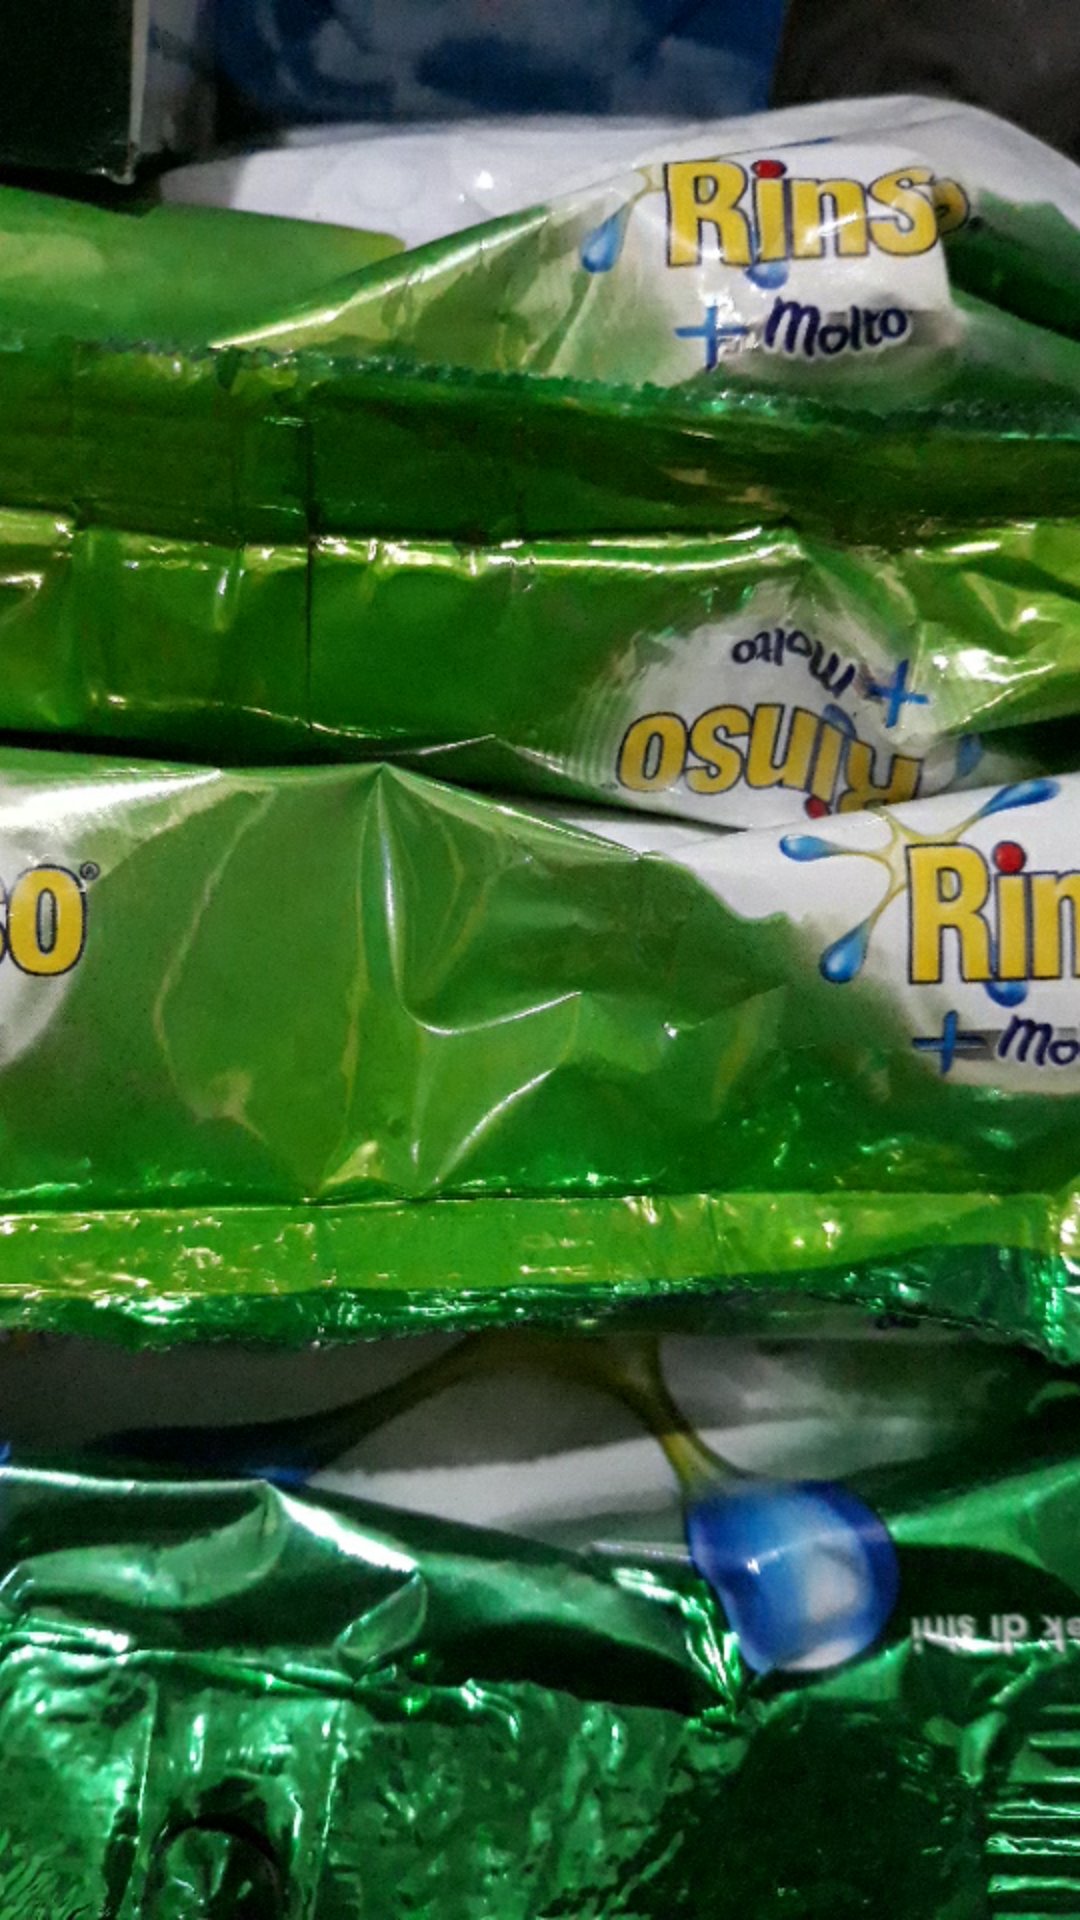 Rinso
+ Molto
+ Molto
Rinso
so®
Rin
+ Mo
ek di sini